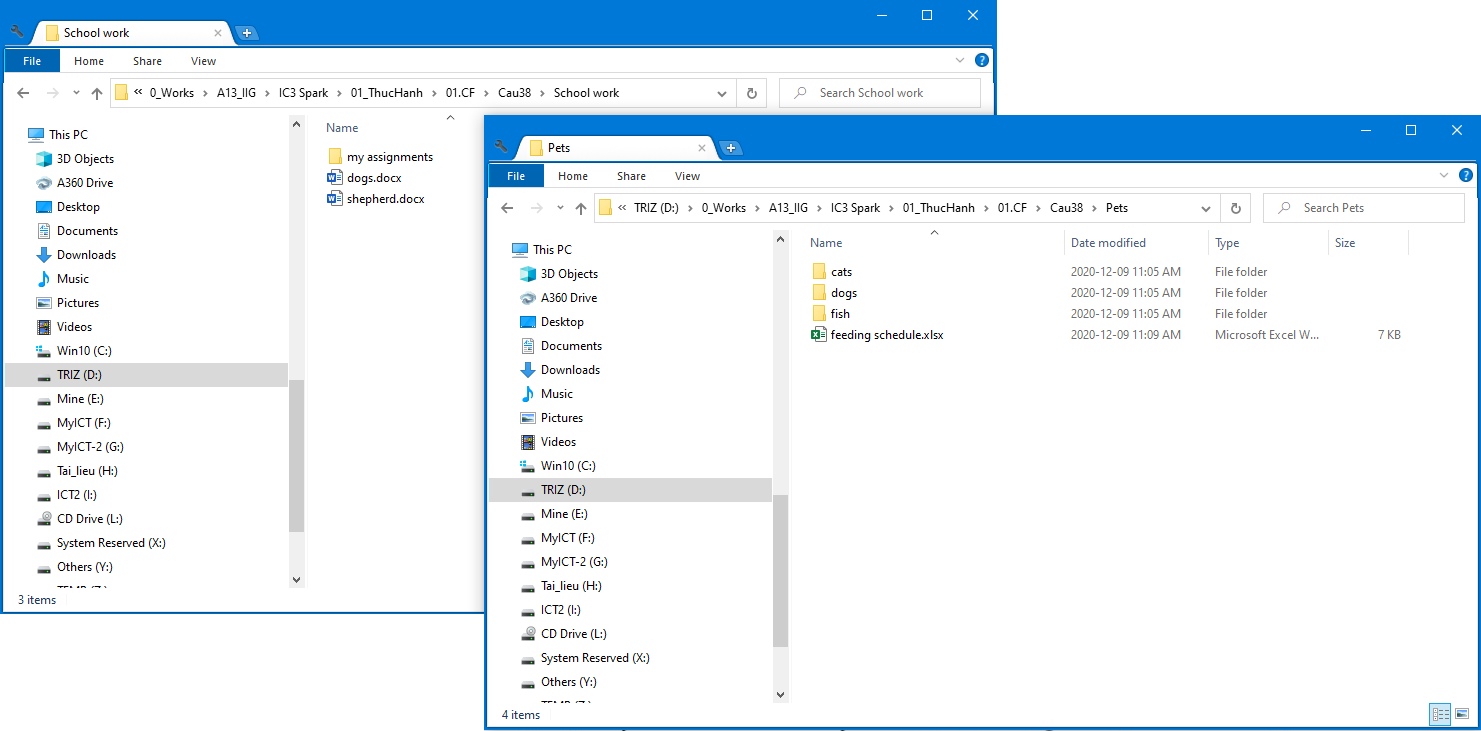 School work
File Home Share View
« 0_Works > A13_IIG > IC3 Spark > 01_ThucHanh > 01.CF > Cau38 > School work
Search School work
This PC
3D Objects
A360 Drive
Desktop
Documents
Downloads
Music
Pictures
Videos
Win10 (C:)
TRIZ (D:)
Mine (E:)
MyICT (F:)
MyICT-2 (G:)
Tai_lieu (H:)
ICT2 (I:)
CD Drive (L:)
System Reserved (X:)
Others (Y:)
Name
my assignments
dogs.docx
shepherd.docx
3 items
Pets
File Home Share View
« TRIZ (D:) > 0_Works > A13_IIG > IC3 Spark > 01_ThucHanh > 01.CF > Cau38 > Pets
Search Pets
This PC
3D Objects
A360 Drive
Desktop
Documents
Downloads
Music
Pictures
Videos
Win10 (C:)
TRIZ (D:)
Mine (E:)
MyICT (F:)
MyICT-2 (G:)
Tai_lieu (H:)
ICT2 (I:)
CD Drive (L:)
System Reserved (X:)
Others (Y:)
Name Date modified Type Size
cats 2020-12-09 11:05 AM File folder
dogs 2020-12-09 11:05 AM File folder
fish 2020-12-09 11:05 AM File folder
feeding schedule.xlsx 2020-12-09 11:09 AM Microsoft Excel W... 7 KB
4 items